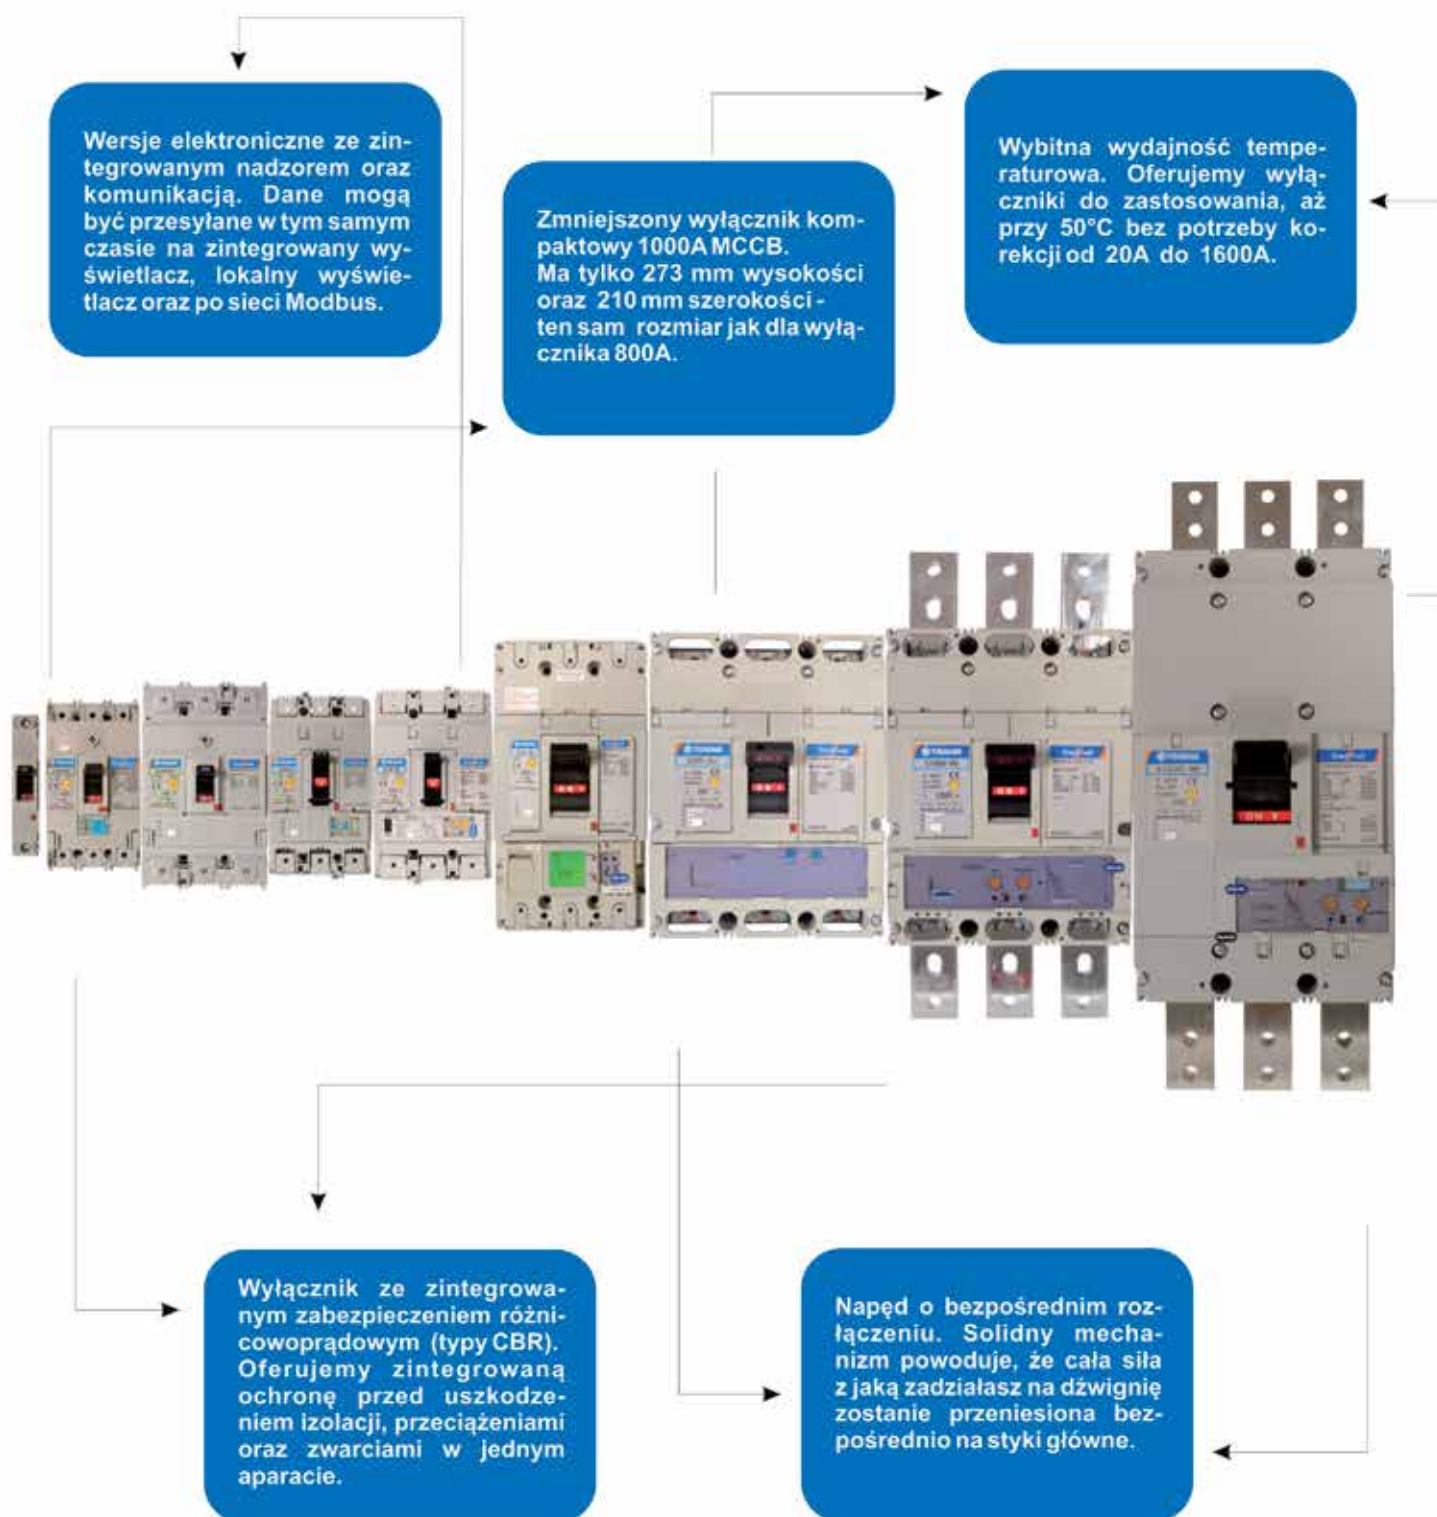 Wersje elektroniczne ze zin-
tegrowanym nadzorem oraz
komunikacją. Dane mogą
być przesyłane w tym samym
czasie na zintegrowany wy-
świetlacz, lokalny wyświe-
tlacz oraz po sieci Modbus.
Zmniejszony wyłącznik kom-
paktowy 1000A MCCB.
Ma tylko 273 mm wysokości
oraz 210 mm szerokości -
ten sam rozmiar jak dla wyłą-
cznika 800A.
Wybitna wydajność tempe-
raturowa. Oferujemy wyłą-
czniki do zastosowania, aż
przy 50°C bez potrzeby ko-
rekcji od 20A do 1600A.
Wyłącznik ze zintegrowa-
nym zabezpieczeniem różni-
cowoprądowym (typy CBR).
Oferujemy zintegrowaną
ochronę przed uszkodze-
niem izolacji, przeciążeniami
oraz zwarciami w jednym
aparacie.
Napęd o bezpośrednim roz-
łączeniu. Solidny mecha-
nizm powoduje, że cała siła
z jaką zadziałasz na dźwignię
zostanie przeniesiona bez-
pośrednio na styki główne.